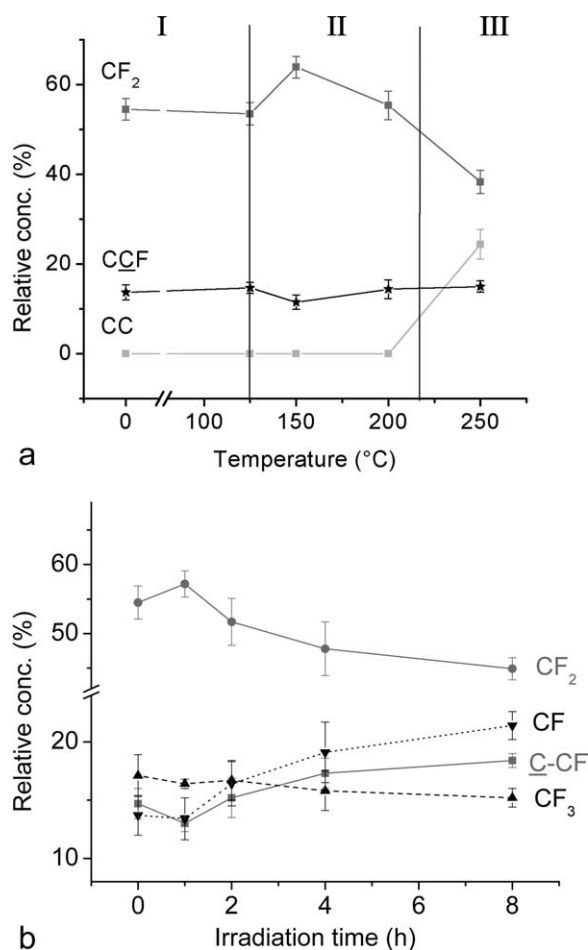 I II III
CF₂
60
40
CC̲F
20
CC
0
Relative conc. (%)
0 100 150 200 250
a Temperature (°C)
60
CF₂
50
Relative conc. (%)
CF
20
C̲-CF
CF₃
10
0 2 4 6 8
b Irradiation time (h)